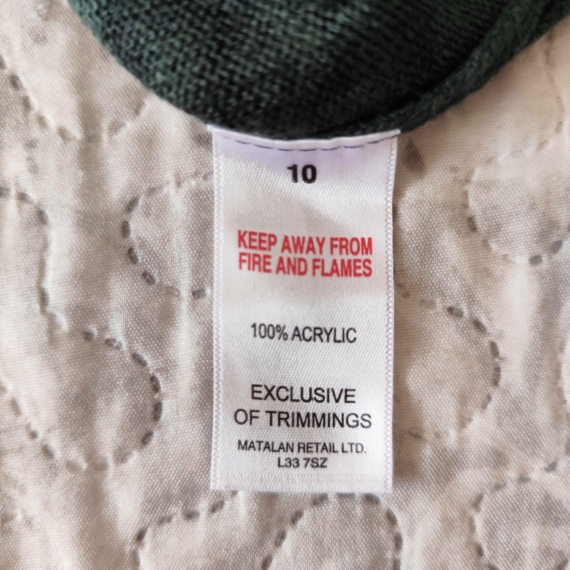 10
KEEP AWAY FROM
FIRE AND FLAMES
100% ACRYLIC
EXCLUSIVE
OF TRIMMINGS
MATALAN RETAIL LTD.
L33 7SZ